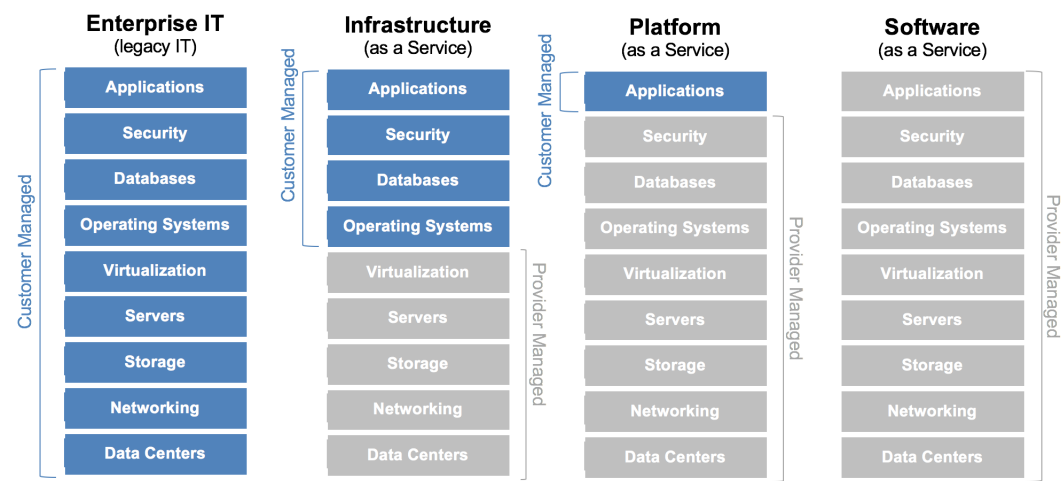 Enterprise IT
(legacy IT)
Customer Managed
Applications
Security
Databases
Operating Systems
Virtualization
Servers
Storage
Networking
Data Centers
Infrastructure
(as a Service)
Customer Managed
Applications
Security
Databases
Operating Systems
Virtualization
Servers
Storage
Networking
Data Centers
Provider Managed
Platform
(as a Service)
Customer Managed
Applications
Security
Databases
Operating Systems
Virtualization
Servers
Storage
Networking
Data Centers
Provider Managed
Software
(as a Service)
Applications
Security
Databases
Operating Systems
Virtualization
Servers
Storage
Networking
Data Centers
Provider Managed